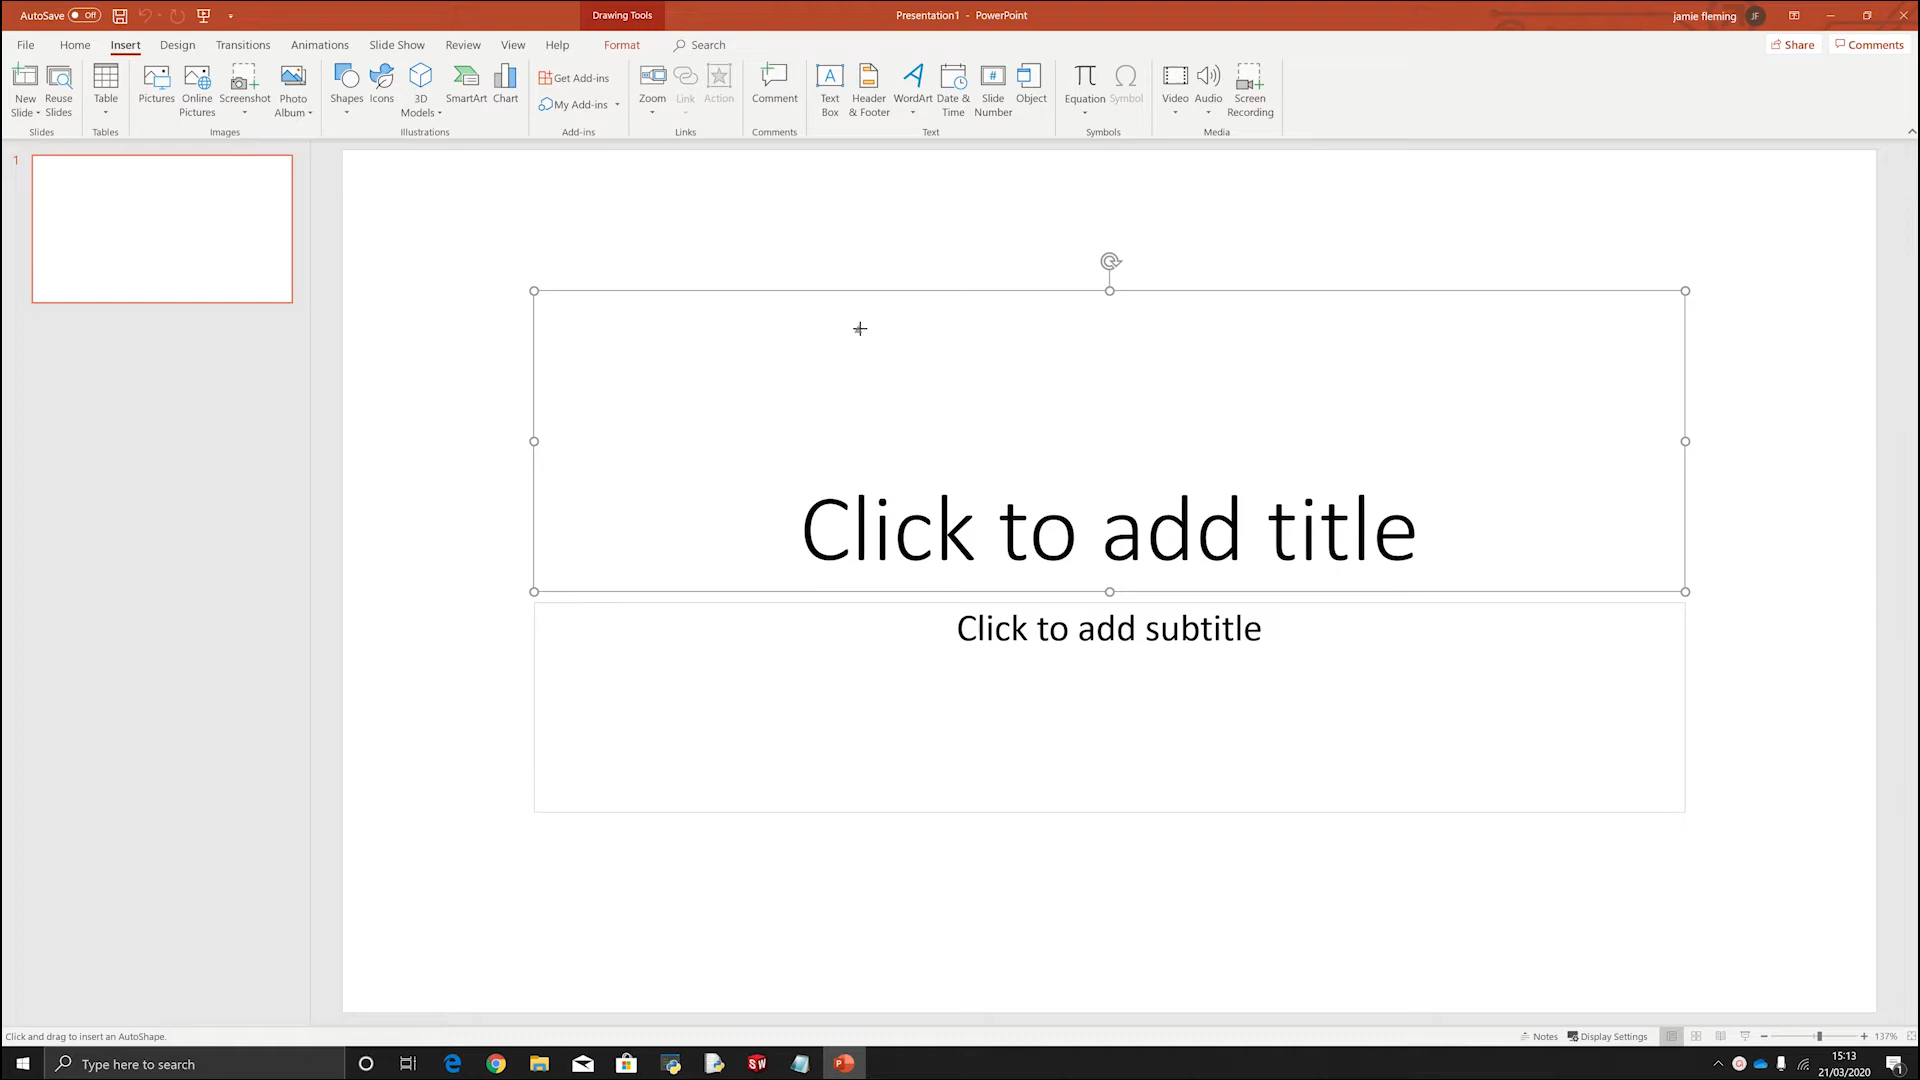 AutoSave Off
Drawing Tools
Presentation1 - PowerPoint
jamie fleming JF
File Home Insert Design Transitions Animations Slide Show Review View Help Format Search
Share Comments
New Slide
Reuse Slides
Table
Pictures
Online Pictures
Screenshot
Photo Album
Shapes
Icons
3D Models
SmartArt
Chart
Get Add-ins
My Add-ins
Zoom
Link
Action
Comment
Text Box
Header & Footer
WordArt
Date & Time
Slide Number
Object
Equation
Symbol
Video
Audio
Screen Recording
Slides Tables Images Illustrations Add-ins Links Comments Text Symbols Media
1
Click to add title
Click to add subtitle
Click and drag to insert an AutoShape.
Notes Display Settings 137%
Type here to search
SW
15:13
21/03/2020
1